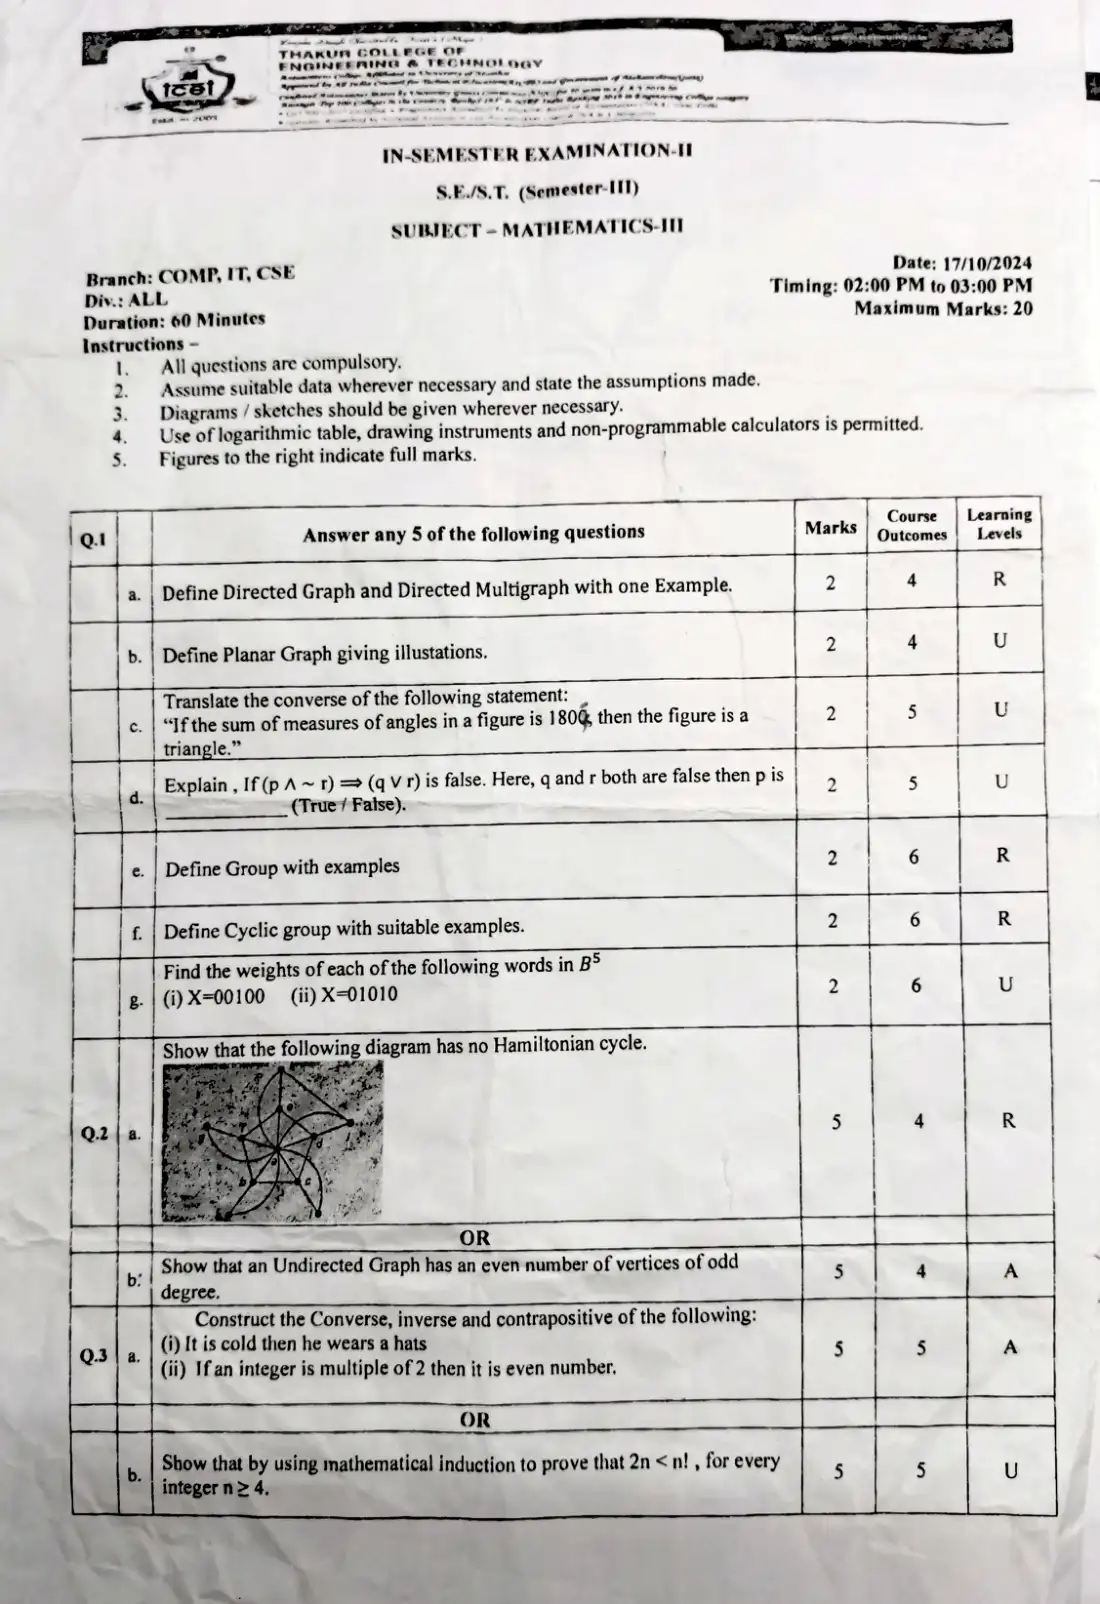 THAKUR COLLEGE OF
ENGINEERING & TECHNOLOGY
tcet
Estd. 2001
IN-SEMESTER EXAMINATION-II
S.E./S.T. (Semester-III)
SUBJECT – MATHEMATICS-III
Branch: COMP, IT, CSE
Div.: ALL
Duration: 60 Minutes
Date: 17/10/2024
Timing: 02:00 PM to 03:00 PM
Maximum Marks: 20
Instructions –
1. All questions are compulsory.
2. Assume suitable data wherever necessary and state the assumptions made.
3. Diagrams / sketches should be given wherever necessary.
4. Use of logarithmic table, drawing instruments and non-programmable calculators is permitted.
5. Figures to the right indicate full marks.
Q.1 Answer any 5 of the following questions Marks Course Outcomes Learning Levels
a. Define Directed Graph and Directed Multigraph with one Example. 2 4 R
b. Define Planar Graph giving illustations. 2 4 U
c. Translate the converse of the following statement:
“If the sum of measures of angles in a figure is 1800, then the figure is a
triangle.” 2 5 U
d. Explain , If (p ∧ ~ r) ⟹ (q ∨ r) is false. Here, q and r both are false then p is
____________ (True / False). 2 5 U
e. Define Group with examples 2 6 R
f. Define Cyclic group with suitable examples. 2 6 R
g. Find the weights of each of the following words in B⁵
(i) X=00100 (ii) X=01010 2 6 U
Q.2 a. Show that the following diagram has no Hamiltonian cycle. 5 4 R
e
d
b
c
OR
b. Show that an Undirected Graph has an even number of vertices of odd
degree. 5 4 A
Q.3 a. Construct the Converse, inverse and contrapositive of the following:
(i) It is cold then he wears a hats
(ii) If an integer is multiple of 2 then it is even number. 5 5 A
OR
b. Show that by using mathematical induction to prove that 2n < n! , for every
integer n ≥ 4. 5 5 U